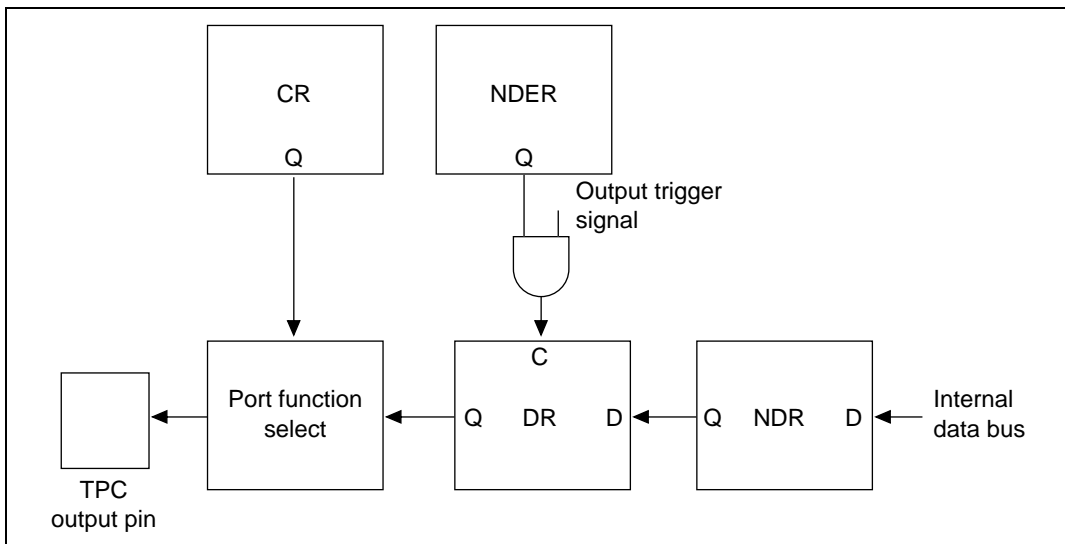 CR
Q
NDER
Q
Output trigger
signal
C
Port function
select
Q DR D
Q NDR D
Internal
data bus
TPC
output pin